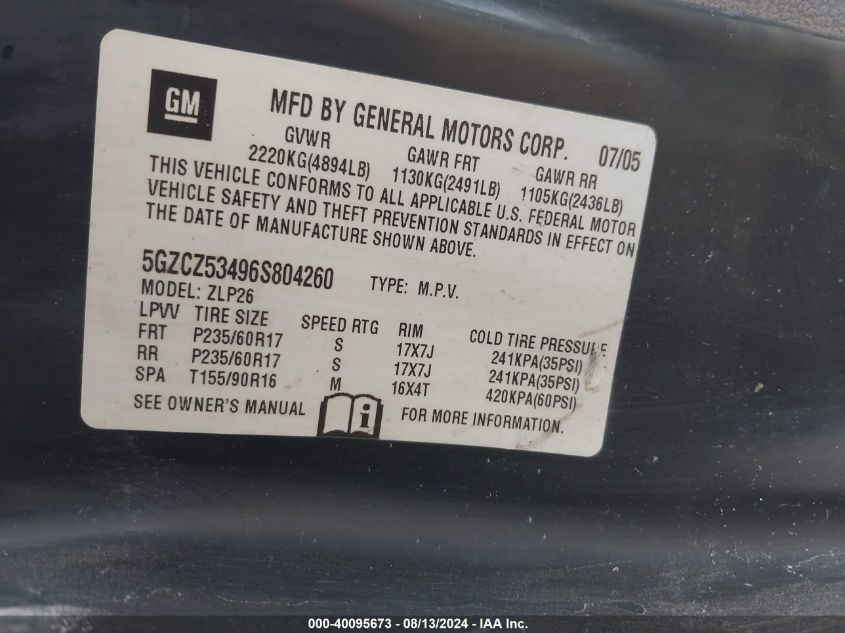 GM
MFD BY GENERAL MOTORS CORP. 07/05
GVWR GAWR FRT GAWR RR
2220KG(4894LB) 1130KG(2491LB) 1105KG(2436LB)
THIS VEHICLE CONFORMS TO ALL APPLICABLE U.S. FEDERAL MOTOR
VEHICLE SAFETY AND THEFT PREVENTION STANDARDS IN EFFECT ON
THE DATE OF MANUFACTURE SHOWN ABOVE.
5GZCZ53496S804260 TYPE: M.P.V.
MODEL: ZLP26
LPVV TIRE SIZE SPEED RTG RIM COLD TIRE PRESSURE
FRT P235/60R17 S 17X7J 241KPA(35PSI)
RR P235/60R17 S 17X7J 241KPA(35PSI)
SPA T155/90R16 M 16X4T 420KPA(60PSI)
SEE OWNER'S MANUAL i FOR MORE INFORMATION.
000-40095673 - 08/13/2024 - IAA Inc.